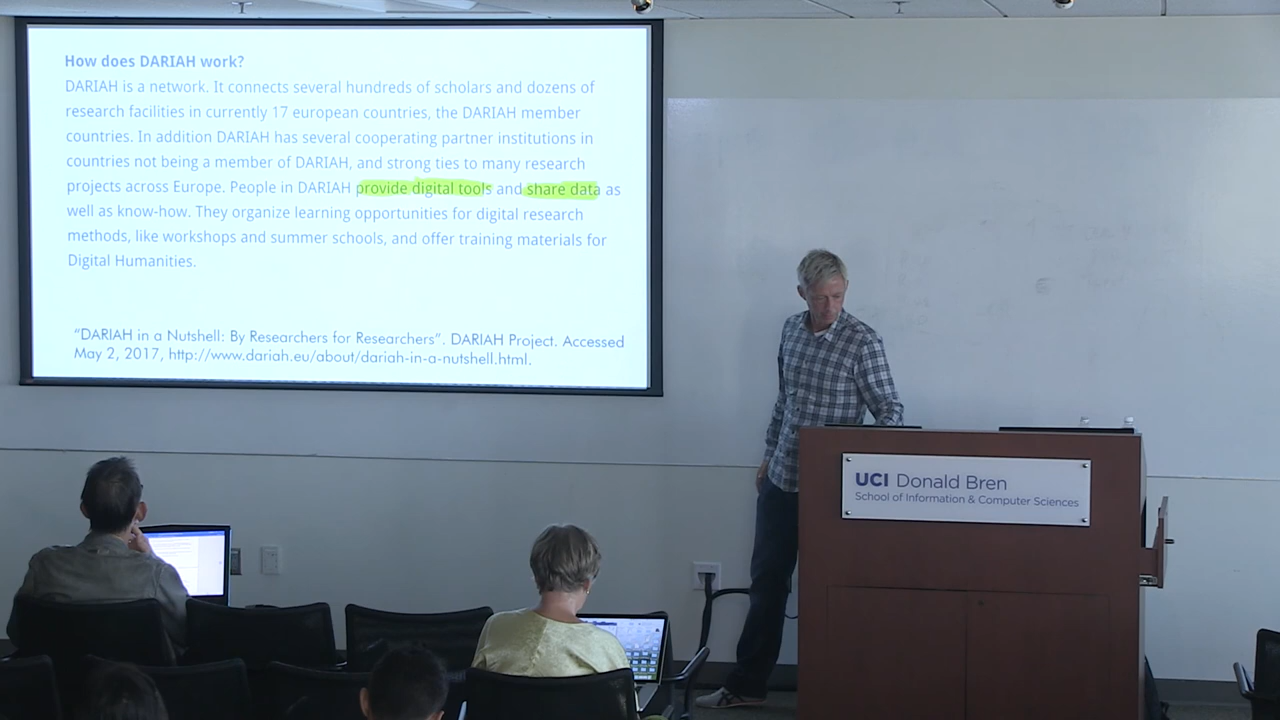 How does DARIAH work?
DARIAH is a network. It connects several hundreds of scholars and dozens of
research facilities in currently 17 european countries, the DARIAH member
countries. In addition DARIAH has several cooperating partner institutions in
countries not being a member of DARIAH, and strong ties to many research
projects across Europe. People in DARIAH provide digital tools and share data as
well as know-how. They organize learning opportunities for digital research
methods, like workshops and summer schools, and offer training materials for
Digital Humanities.
"DARIAH in a Nutshell: By Researchers for Researchers". DARIAH Project. Accessed
May 2, 2017, http://www.dariah.eu/about/dariah-in-a-nutshell.html.
UCI Donald Bren
School of Information & Computer Sciences